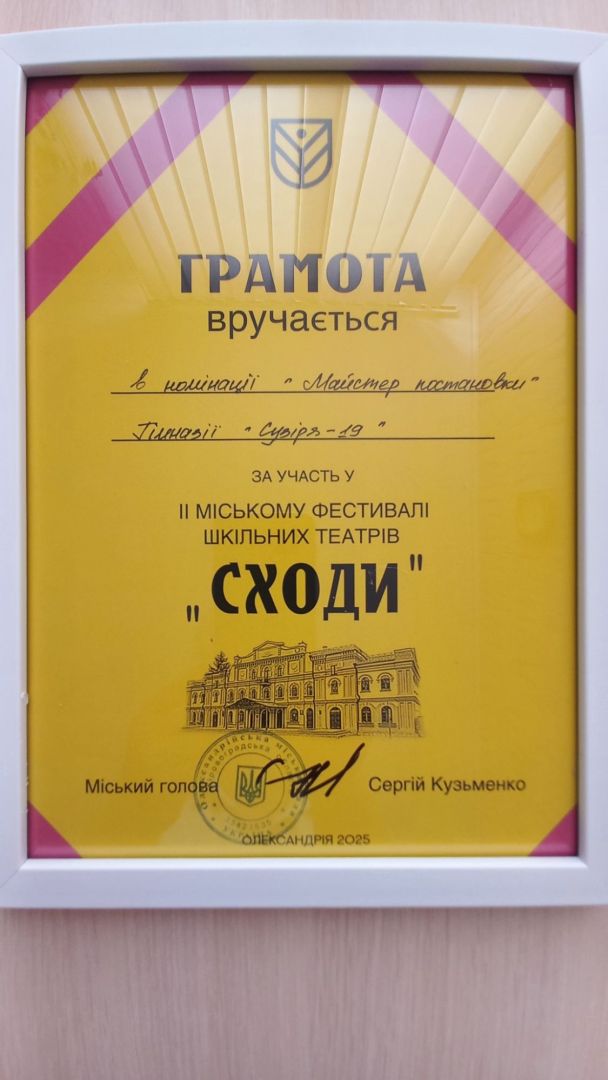 ГРАМОТА
вручається
в номінації "Майстер постановки"
Гімназії "Сузіря-19"
ЗА УЧАСТЬ У
ІІ МІСЬКОМУ ФЕСТИВАЛІ
ШКІЛЬНИХ ТЕАТРІВ
„СХОДИ"
Міський голова Сергій Кузьменко
ОЛЕКСАНДРІЯ 2025